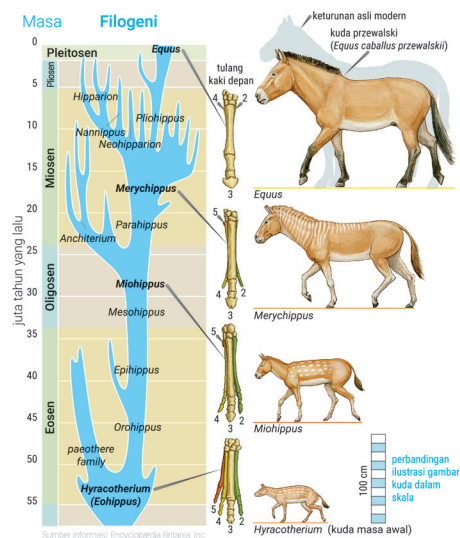 Masa
Filogeni
juta tahun yang lalu
0
5
10
15
20
25
35
45
50
55
Pleitosen
Pliosen
Miosen
Oligosen
Eosen
Equus
Hipparion
Pliohippus
Nannippus
Neohipparion
Merychippus
Parahippus
Anchiterium
Miohippus
Mesohippus
Epihippus
Orohippus
paeothere
family
Hyracotherium
(Eohippus)
tulang
kaki depan
4 2
3
5
4 2
3
5
4 2
3
5
4 2
3
keturunan asli modern
kuda przewalski
(Equus caballus przewalskii)
Equus
Merychippus
Miohippus
Hyracotherium (kuda masa awal)
100 cm
perbandingan
ilustrasi gambar
kuda dalam
skala
Sumber informasi: Encyclopædia Britania, Inc.